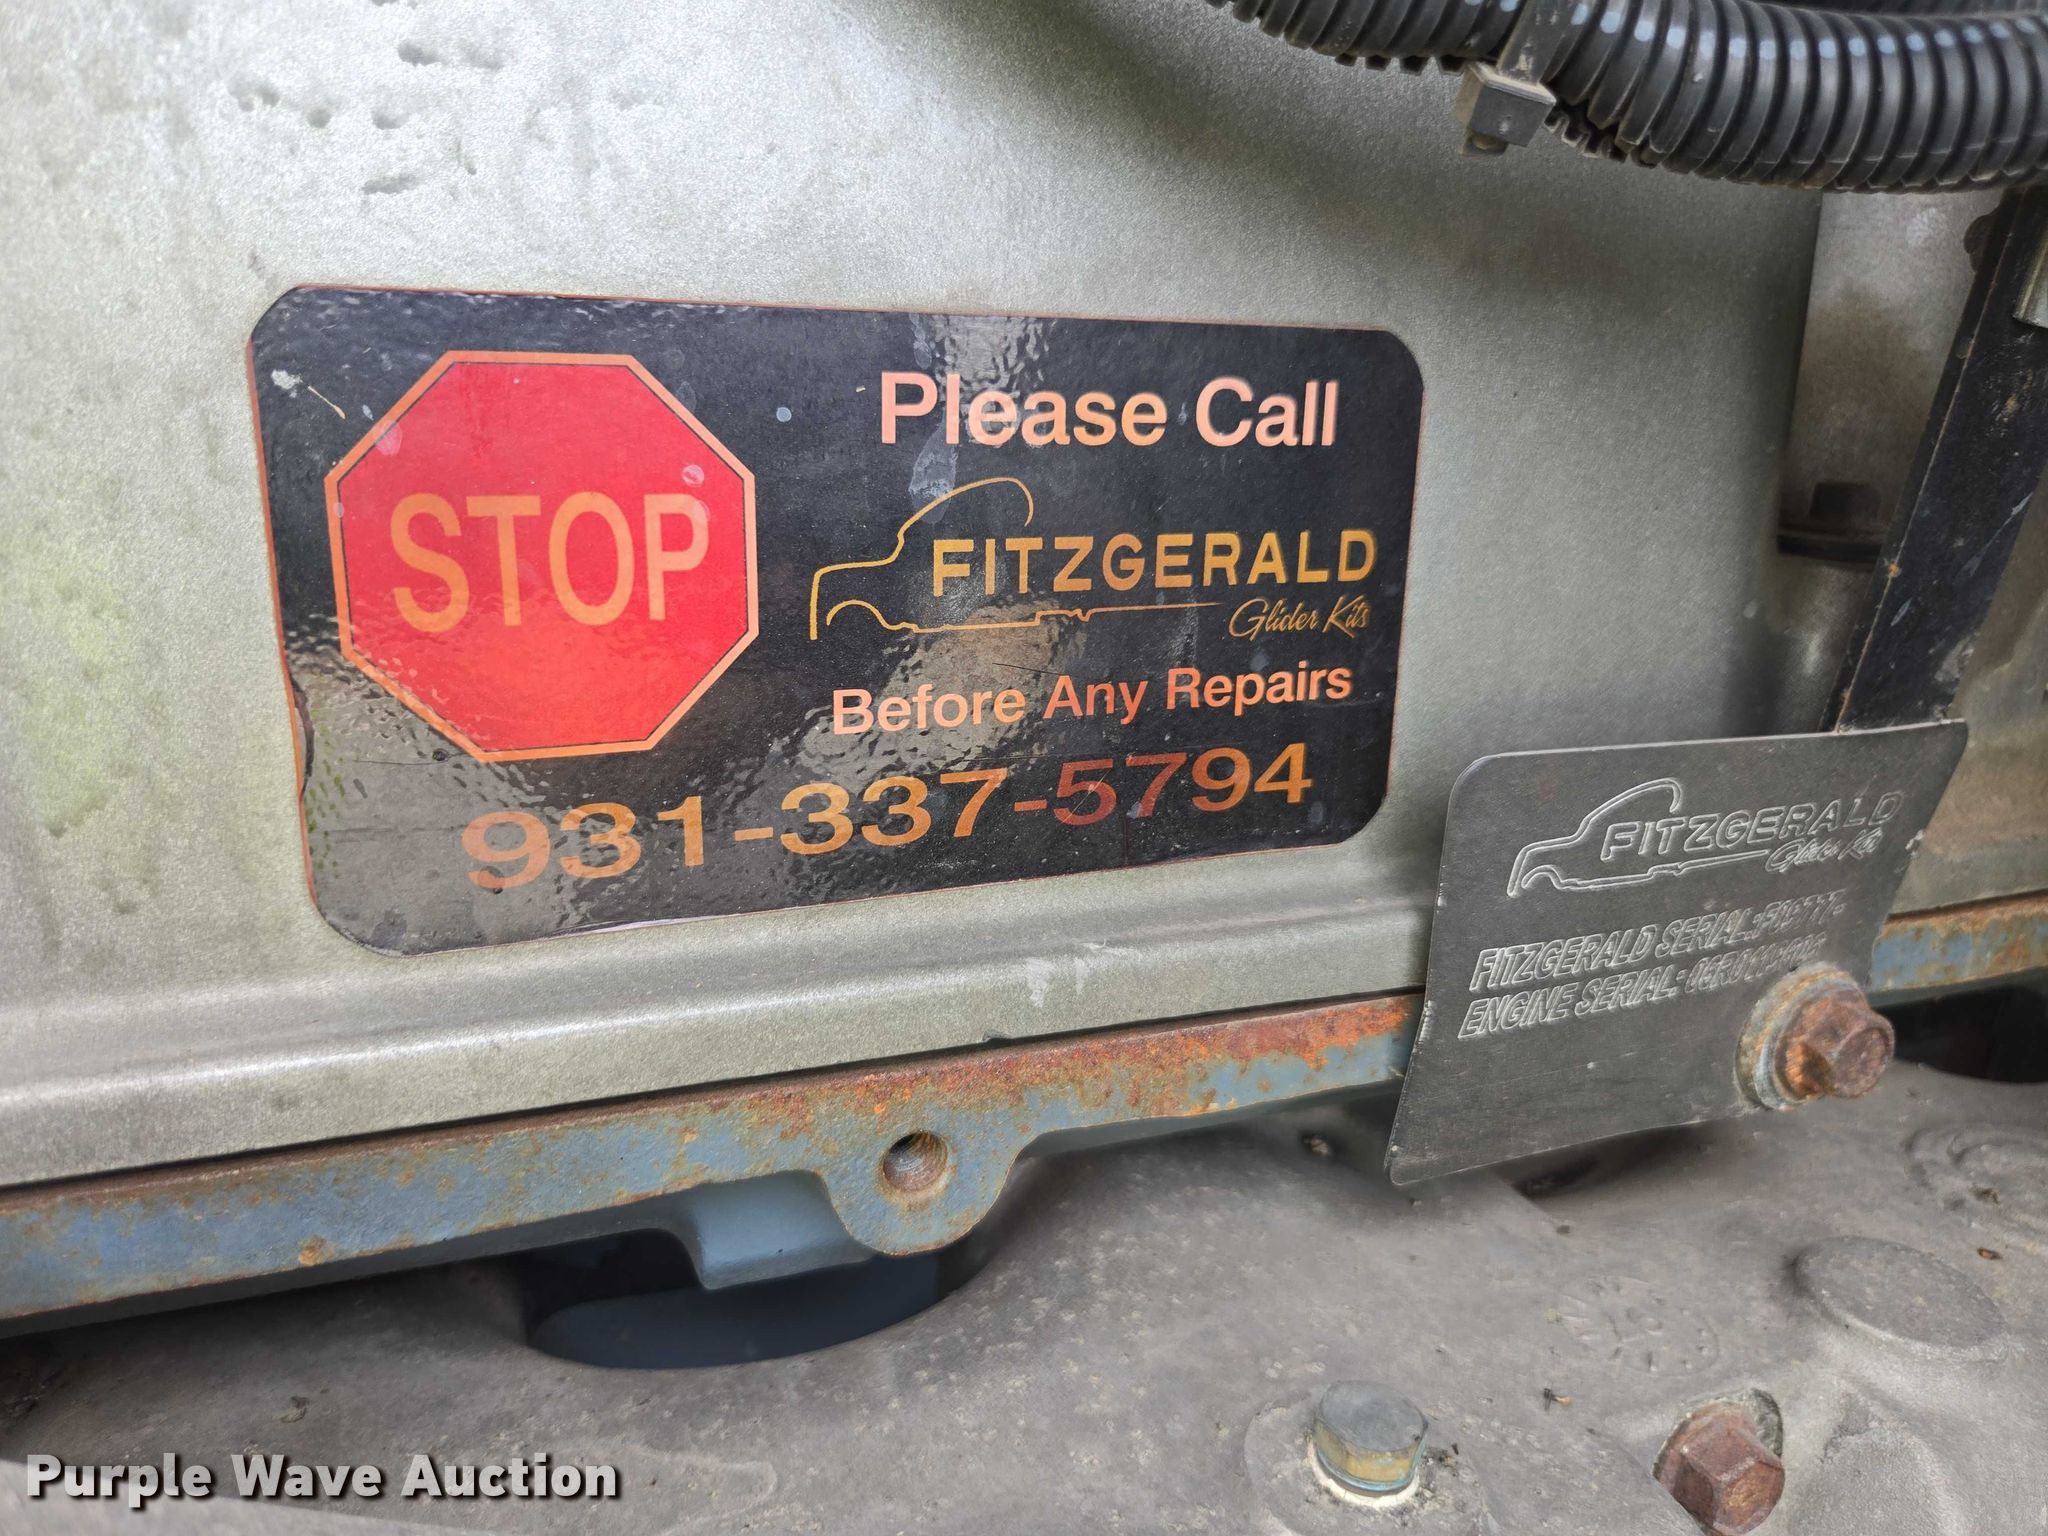 STOP
Please Call
FITZGERALD
Glider Kits
Before Any Repairs
931-337-5794
FITZGERALD
Glider Kit
FITZGERALD SERIAL:
ENGINE SERIAL:
Purple Wave Auction